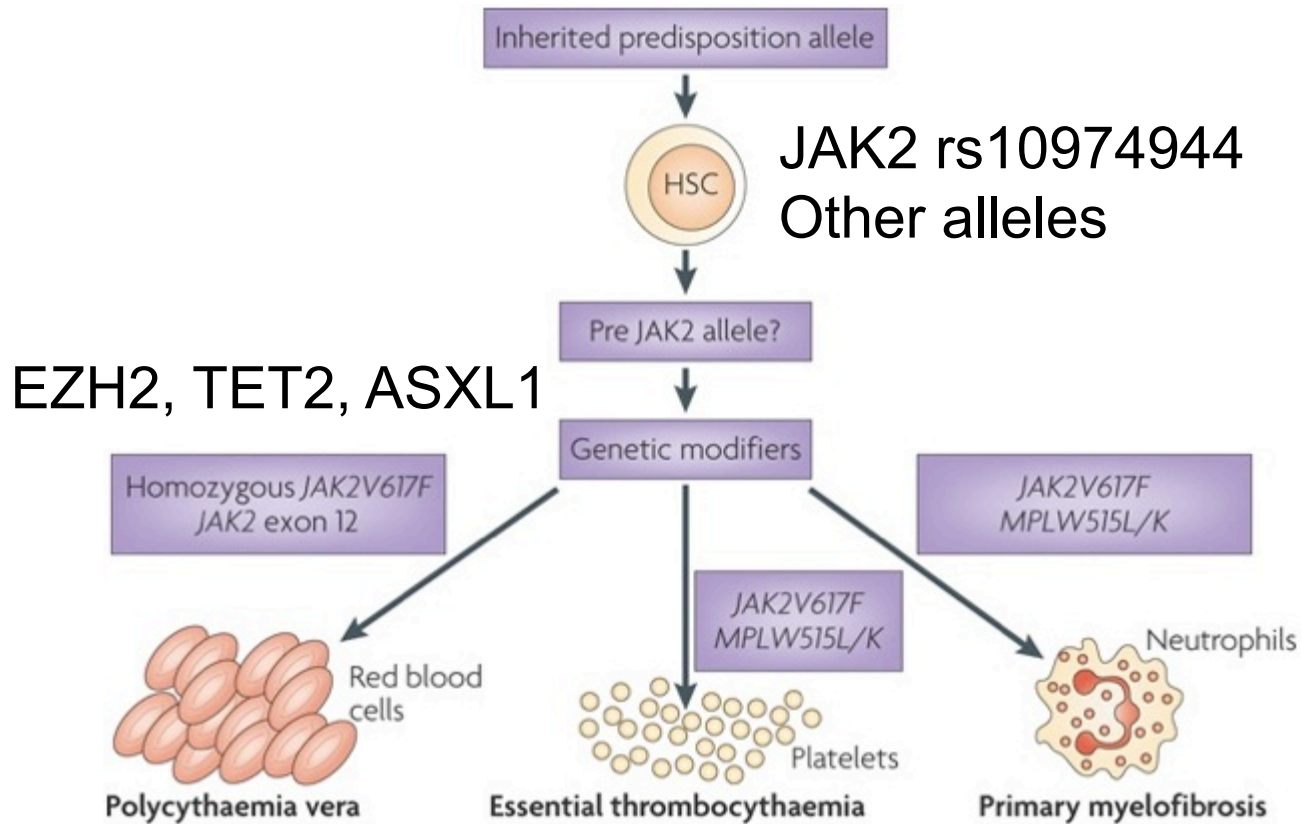 Inherited predisposition allele
HSC
JAK2 rs10974944
Other alleles
Pre JAK2 allele?
EZH2, TET2, ASXL1
Genetic modifiers
Homozygous JAK2V617F
JAK2 exon 12
JAK2V617F
MPLW515L/K
JAK2V617F
MPLW515L/K
Red blood
cells
Platelets
Neutrophils
Polycythaemia vera
Essential thrombocythaemia
Primary myelofibrosis